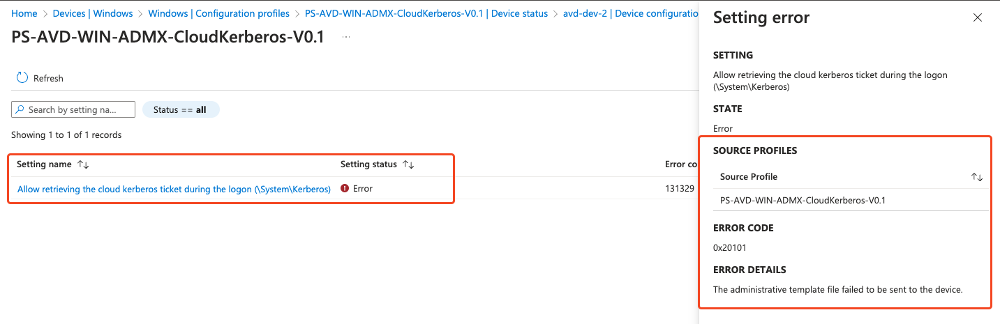 Home > Devices | Windows > Windows | Configuration profiles > PS-AVD-WIN-ADMX-CloudKerberos-V0.1 | Device status > avd-dev-2 | Device configuratio
PS-AVD-WIN-ADMX-CloudKerberos-V0.1 ...
Refresh
Search by setting na...
Status == all
Showing 1 to 1 of 1 records
Setting name ↑↓ Setting status ↑↓ Error co
Allow retrieving the cloud kerberos ticket during the logon (\System\Kerberos) Error 131329
Setting error
SETTING
Allow retrieving the cloud kerberos ticket during the logon
(\System\Kerberos)
STATE
Error
SOURCE PROFILES
Source Profile ↑↓
PS-AVD-WIN-ADMX-CloudKerberos-V0.1
ERROR CODE
0x20101
ERROR DETAILS
The administrative template file failed to be sent to the device.